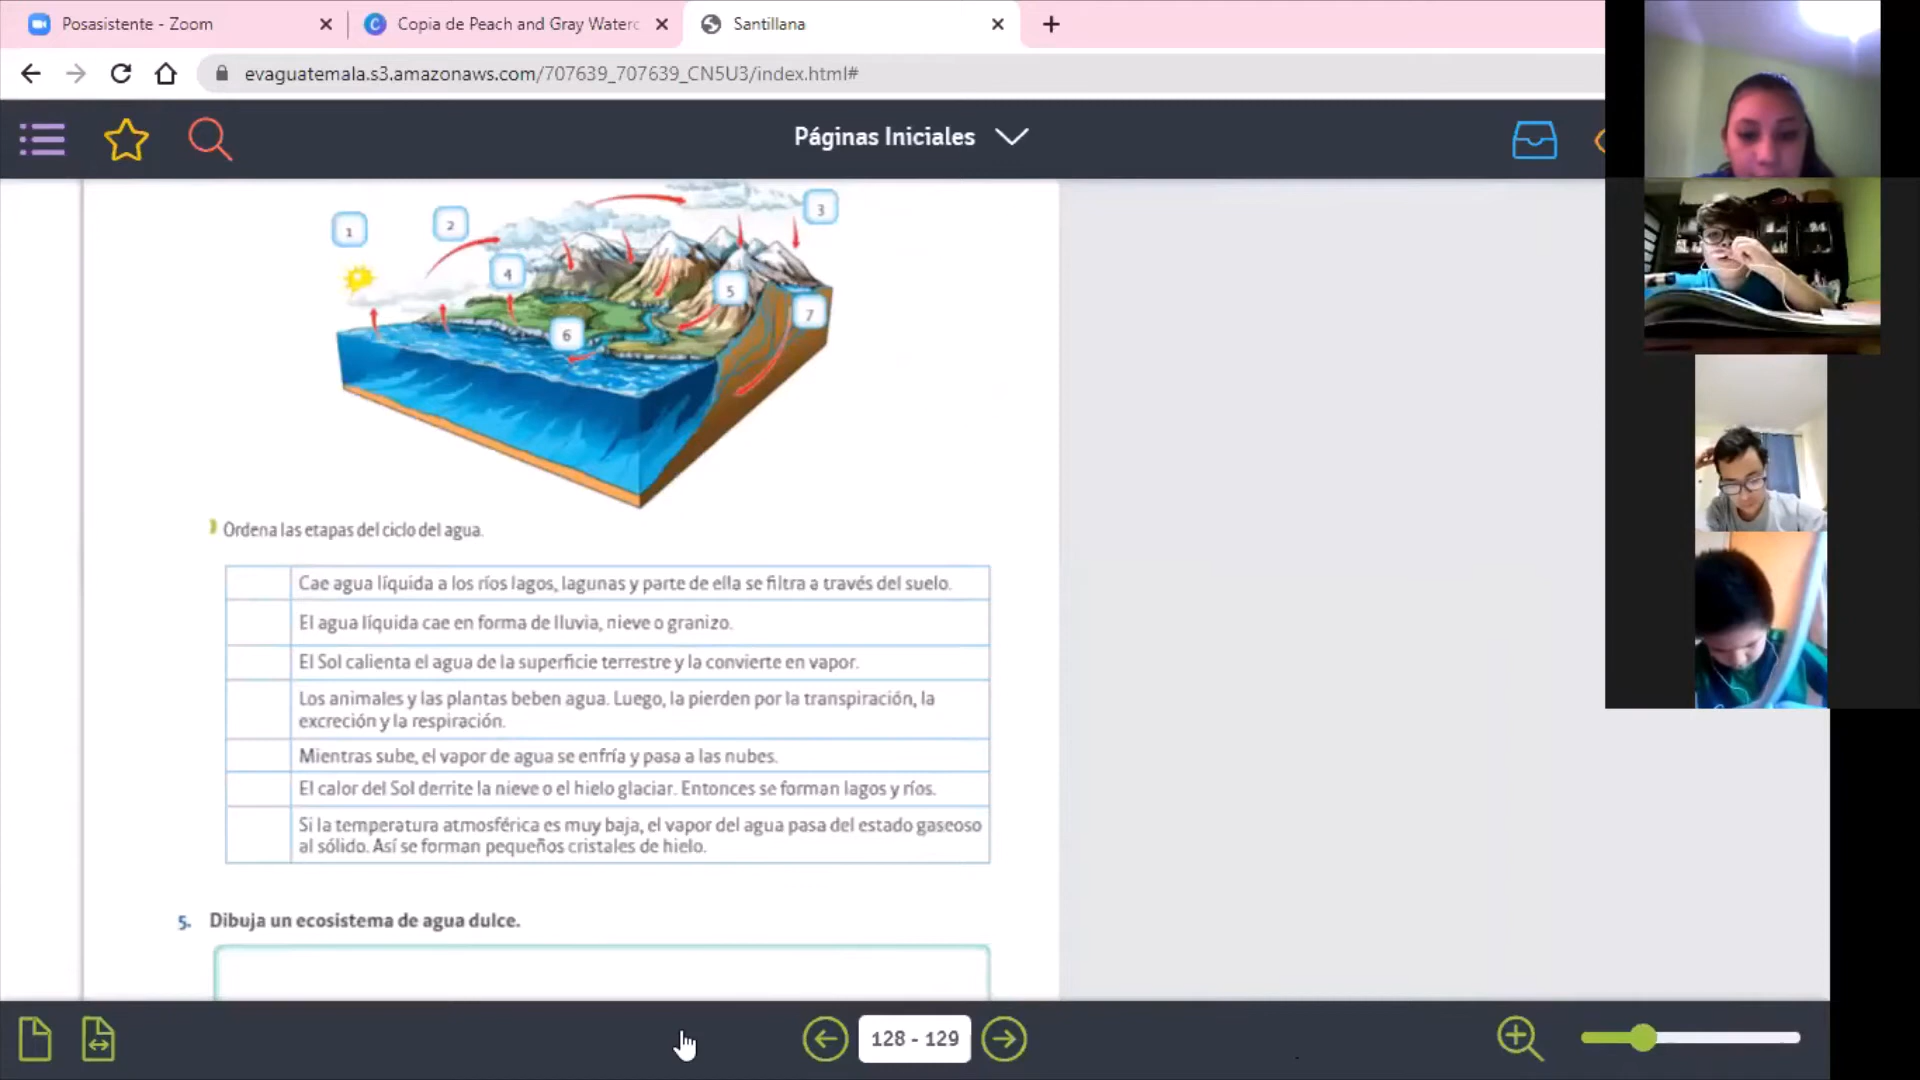 Posasistente - Zoom
Copia de Peach and Gray Waterc
Santillana
evaguatemala.s3.amazonaws.com/707639_707639_CN5U3/index.html#
Páginas Iniciales
1
2
3
4
5
6
7
Ordena las etapas del ciclo del agua.
Cae agua líquida a los ríos lagos, lagunas y parte de ella se filtra a través del suelo.
El agua líquida cae en forma de lluvia, nieve o granizo.
El Sol calienta el agua de la superficie terrestre y la convierte en vapor.
Los animales y las plantas beben agua. Luego, la pierden por la transpiración, la
excreción y la respiración.
Mientras sube, el vapor de agua se enfría y pasa a las nubes.
El calor del Sol derrite la nieve o el hielo glaciar. Entonces se forman lagos y ríos.
Si la temperatura atmosférica es muy baja, el vapor del agua pasa del estado gaseoso
al sólido. Así se forman pequeños cristales de hielo.
5. Dibuja un ecosistema de agua dulce.
128 - 129